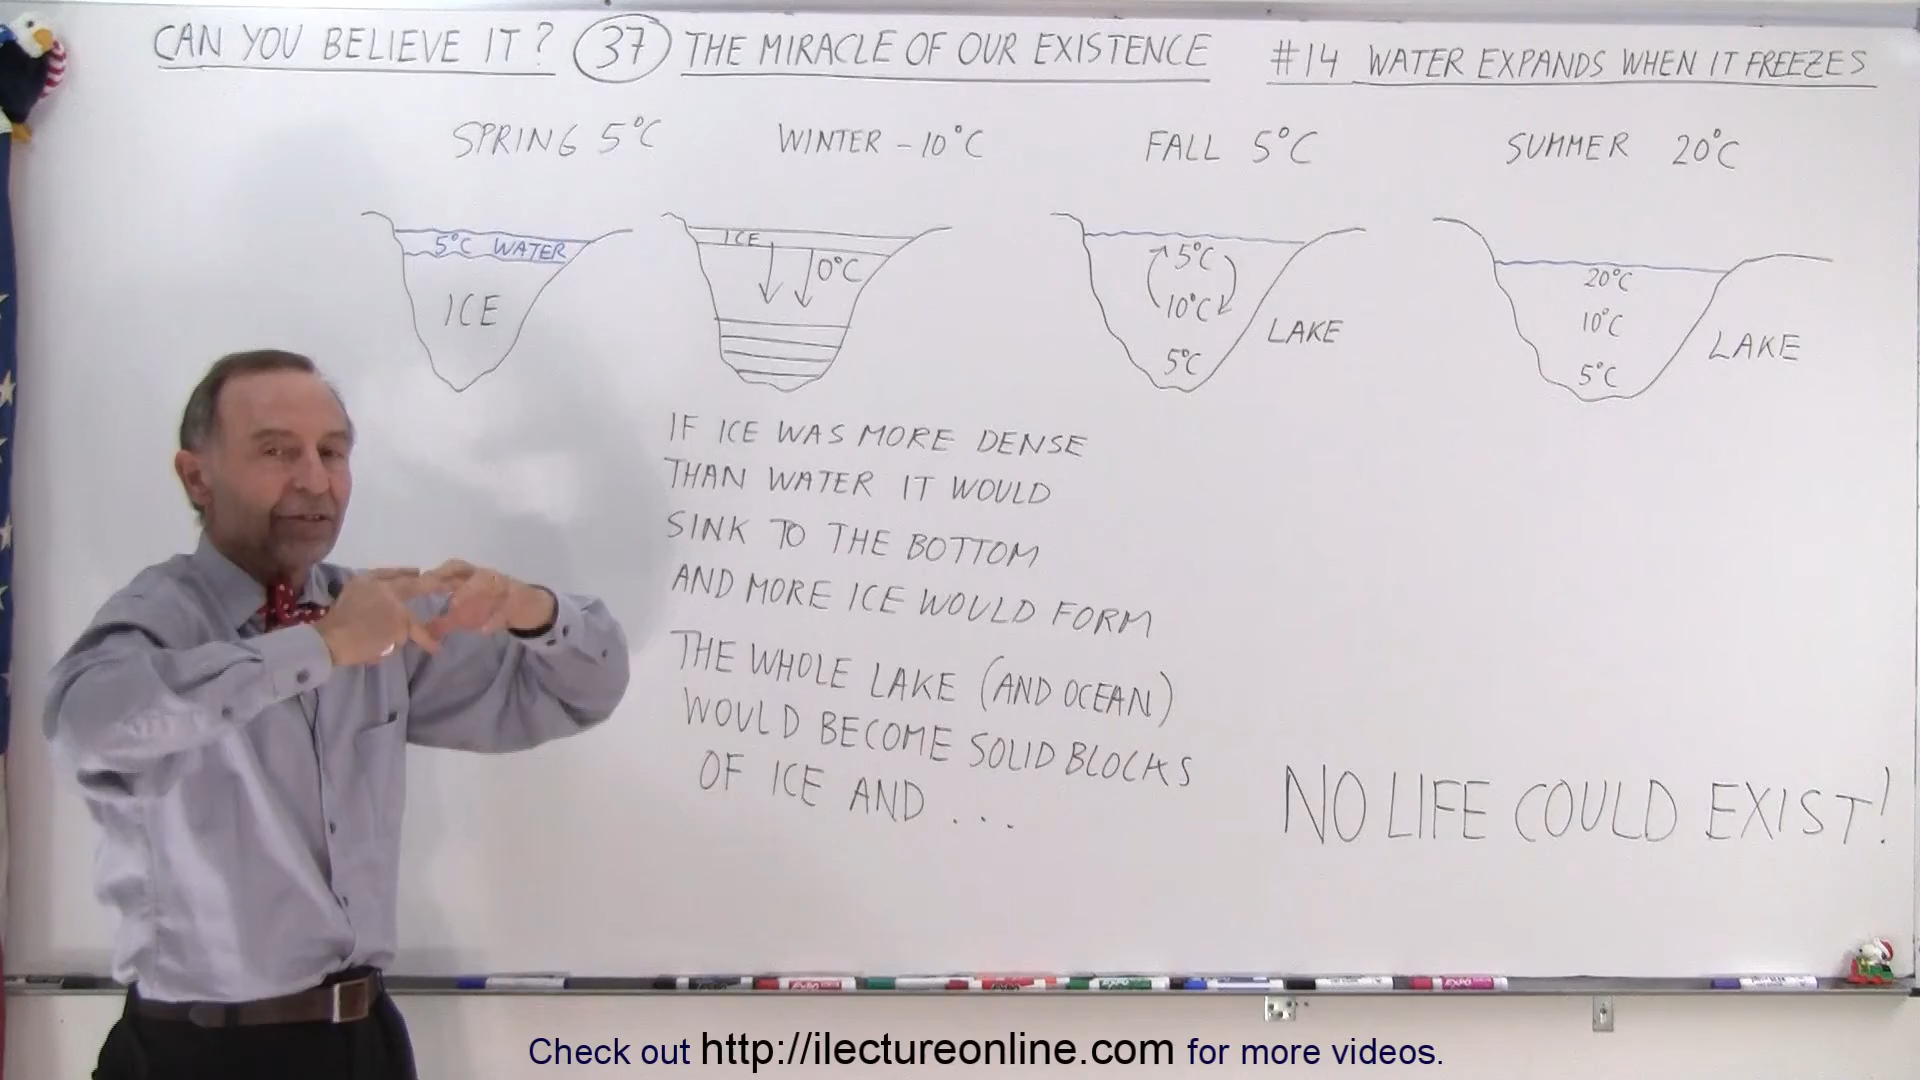 CAN YOU BELIEVE IT? 37 THE MIRACLE OF OUR EXISTENCE #14 WATER EXPANDS WHEN IT FREEZES
SPRING 5°C WINTER -10°C FALL 5°C SUMMER 20°C
5°C WATER
ICE
ICE
0°C
5°C
10°C
5°C
LAKE
20°C
10°C
5°C
LAKE
IF ICE WAS MORE DENSE
THAN WATER IT WOULD
SINK TO THE BOTTOM
AND MORE ICE WOULD FORM
THE WHOLE LAKE (AND OCEAN)
WOULD BECOME SOLID BLOCKS
OF ICE AND ...
NO LIFE COULD EXIST!
Check out http://ilectureonline.com for more videos.